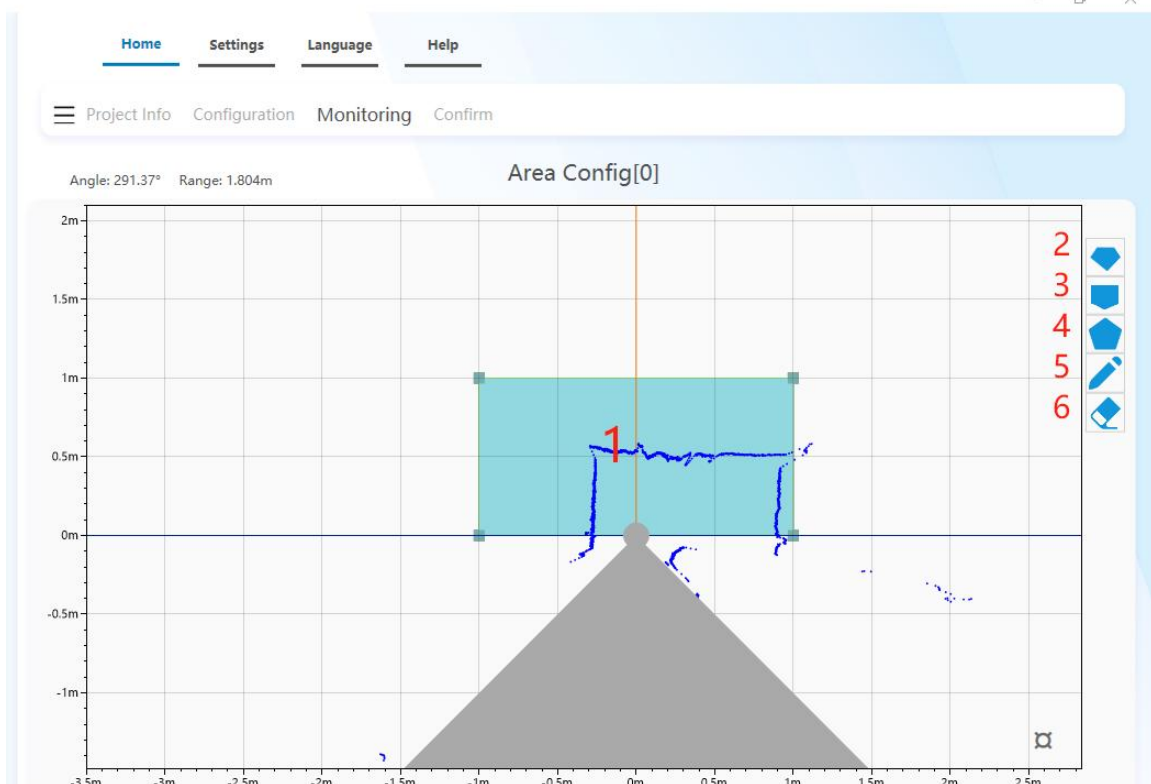 Home Settings Language Help
Project Info Configuration Monitoring Confirm
Angle: 291.37° Range: 1.804m
Area Config[0]
2m
2
1.5m
3
4
1m
5
6
1
0.5m
0m
-0.5m
-1m
-3.5m -3m -2.5m -2m -1.5m -1m -0.5m 0m 0.5m 1m 1.5m 2m 2.5m